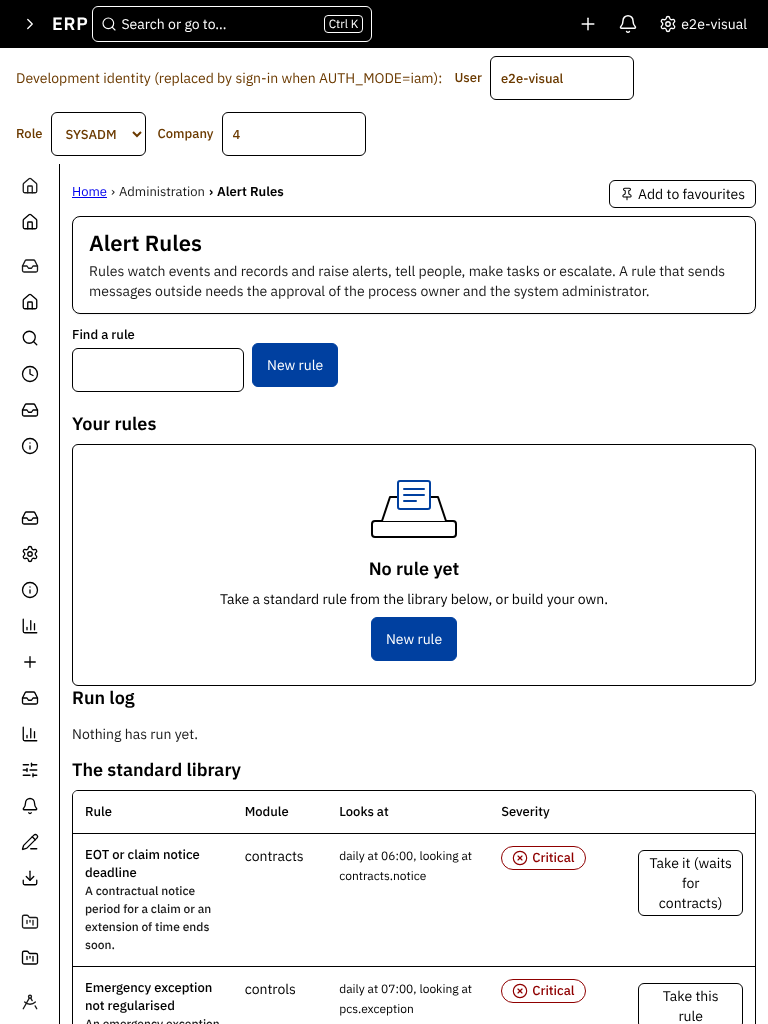 ERP
Search or go to...
Ctrl K
e2e-visual
Development identity (replaced by sign-in when AUTH_MODE=iam):
User
e2e-visual
Role
SYSADM
Company
4
Home › Administration › Alert Rules
Add to favourites
Alert Rules
Rules watch events and records and raise alerts, tell people, make tasks or escalate. A rule that sends
messages outside needs the approval of the process owner and the system administrator.
Find a rule
New rule
Your rules
No rule yet
Take a standard rule from the library below, or build your own.
New rule
Run log
Nothing has run yet.
The standard library
Rule
Module
Looks at
Severity
EOT or claim notice
deadline
A contractual notice
period for a claim or an
extension of time ends
soon.
contracts
daily at 06:00, looking at
contracts.notice
Critical
Take it (waits
for
contracts)
Emergency exception
not regularised
An emergency exception
controls
daily at 07:00, looking at
pcs.exception
Critical
Take this
rule